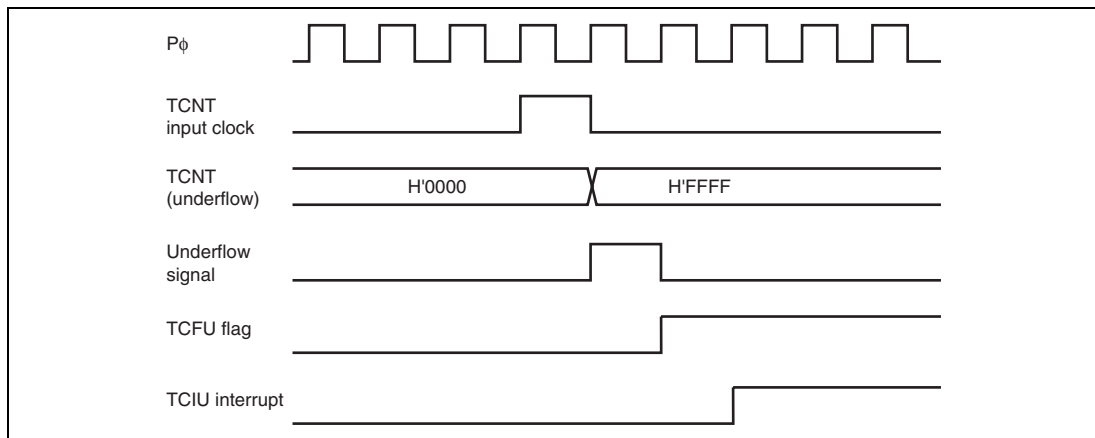 Pϕ
TCNT
input clock
TCNT
(underflow)
H'0000
H'FFFF
Underflow
signal
TCFU flag
TCIU interrupt